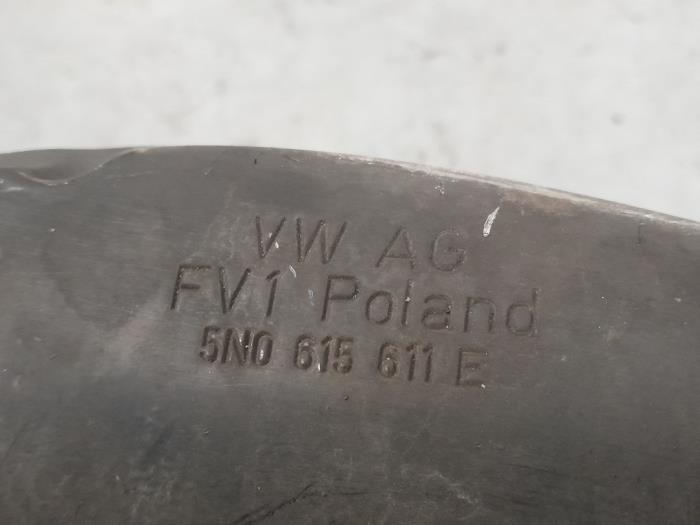 VW AG
FV1 Poland
5N0 615 611 E